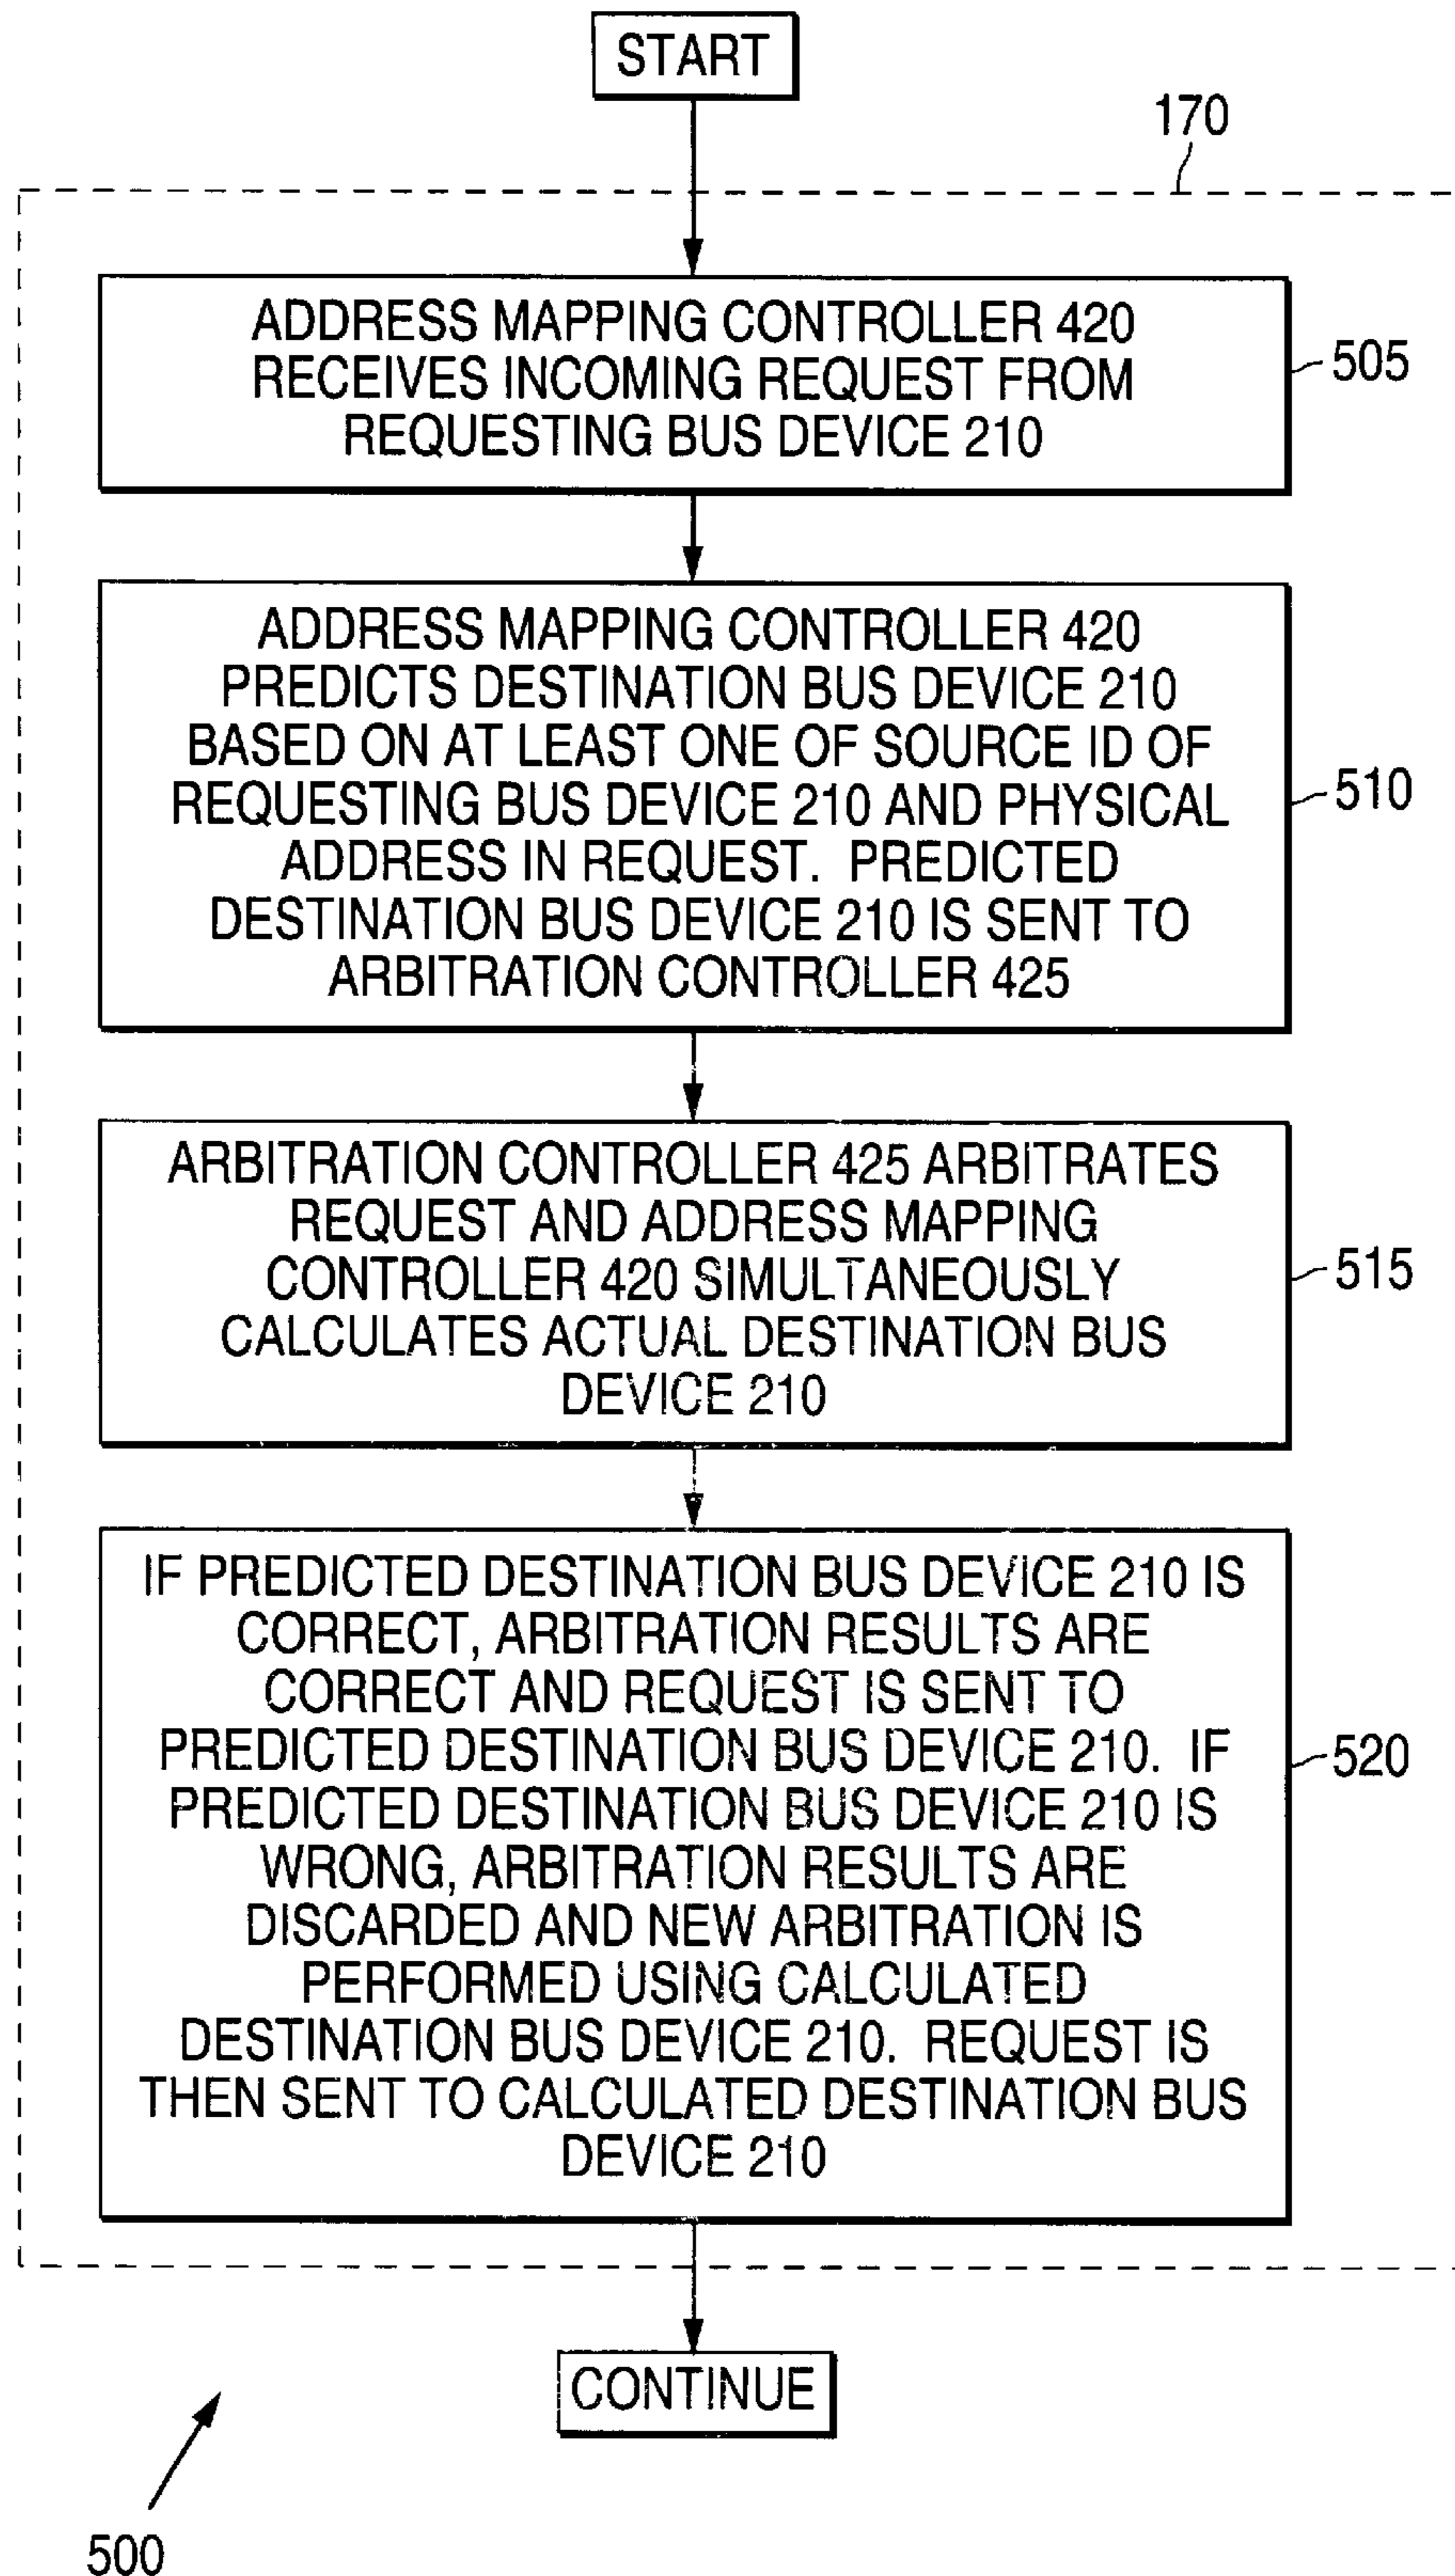 START
170
ADDRESS MAPPING CONTROLLER 420
RECEIVES INCOMING REQUEST FROM
REQUESTING BUS DEVICE 210
505
ADDRESS MAPPING CONTROLLER 420
PREDICTS DESTINATION BUS DEVICE 210
BASED ON AT LEAST ONE OF SOURCE ID OF
REQUESTING BUS DEVICE 210 AND PHYSICAL
ADDRESS IN REQUEST. PREDICTED
DESTINATION BUS DEVICE 210 IS SENT TO
ARBITRATION CONTROLLER 425
510
ARBITRATION CONTROLLER 425 ARBITRATES
REQUEST AND ADDRESS MAPPING
CONTROLLER 420 SIMULTANEOUSLY
CALCULATES ACTUAL DESTINATION BUS
DEVICE 210
515
IF PREDICTED DESTINATION BUS DEVICE 210 IS
CORRECT, ARBITRATION RESULTS ARE
CORRECT AND REQUEST IS SENT TO
PREDICTED DESTINATION BUS DEVICE 210. IF
PREDICTED DESTINATION BUS DEVICE 210 IS
WRONG, ARBITRATION RESULTS ARE
DISCARDED AND NEW ARBITRATION IS
PERFORMED USING CALCULATED
DESTINATION BUS DEVICE 210. REQUEST IS
THEN SENT TO CALCULATED DESTINATION BUS
DEVICE 210
520
CONTINUE
500